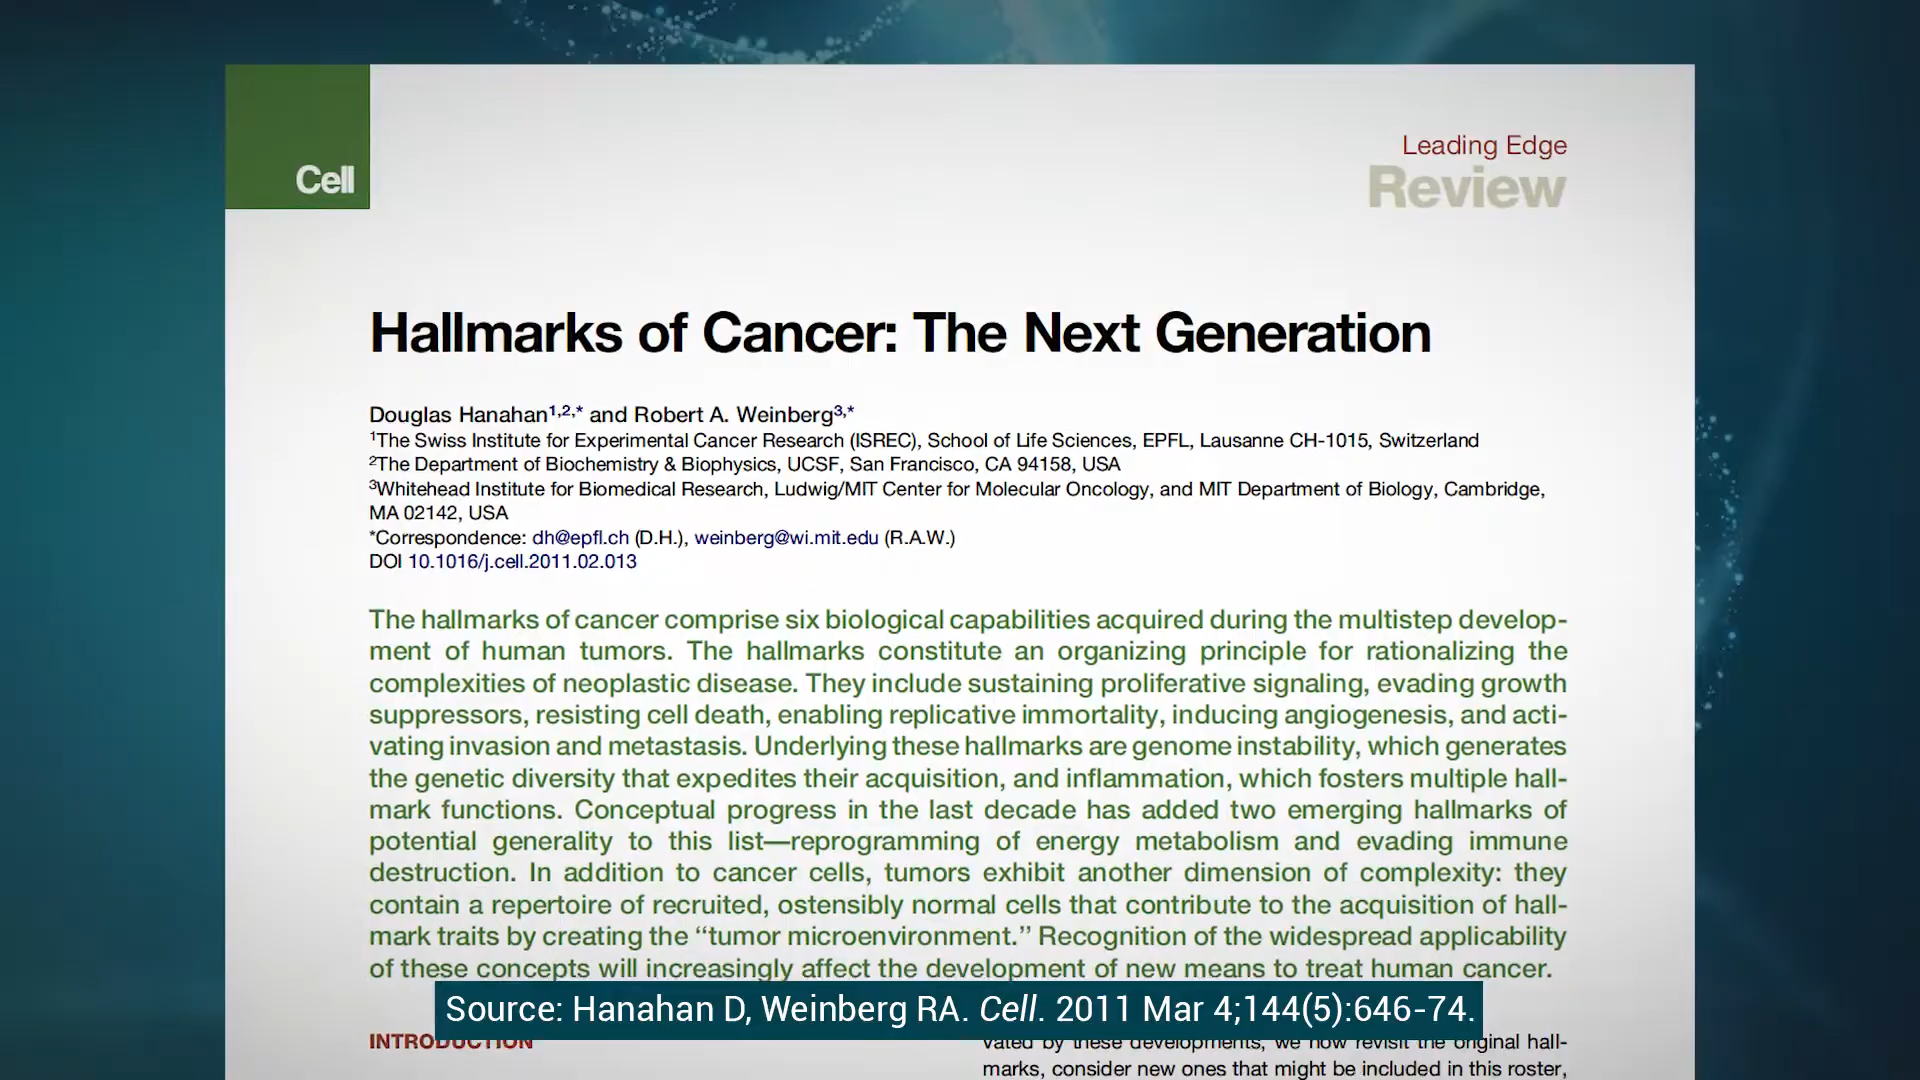 Cell
Leading Edge
Review
Hallmarks of Cancer: The Next Generation
Douglas Hanahan1,2,* and Robert A. Weinberg3,*
1The Swiss Institute for Experimental Cancer Research (ISREC), School of Life Sciences, EPFL, Lausanne CH-1015, Switzerland
2The Department of Biochemistry & Biophysics, UCSF, San Francisco, CA 94158, USA
3Whitehead Institute for Biomedical Research, Ludwig/MIT Center for Molecular Oncology, and MIT Department of Biology, Cambridge,
MA 02142, USA
*Correspondence: dh@epfl.ch (D.H.), weinberg@wi.mit.edu (R.A.W.)
DOI 10.1016/j.cell.2011.02.013
The hallmarks of cancer comprise six biological capabilities acquired during the multistep develop-
ment of human tumors. The hallmarks constitute an organizing principle for rationalizing the
complexities of neoplastic disease. They include sustaining proliferative signaling, evading growth
suppressors, resisting cell death, enabling replicative immortality, inducing angiogenesis, and acti-
vating invasion and metastasis. Underlying these hallmarks are genome instability, which generates
the genetic diversity that expedites their acquisition, and inflammation, which fosters multiple hall-
mark functions. Conceptual progress in the last decade has added two emerging hallmarks of
potential generality to this list—reprogramming of energy metabolism and evading immune
destruction. In addition to cancer cells, tumors exhibit another dimension of complexity: they
contain a repertoire of recruited, ostensibly normal cells that contribute to the acquisition of hall-
mark traits by creating the “tumor microenvironment.” Recognition of the widespread applicability
of these concepts will increasingly affect the development of new means to treat human cancer.
Source: Hanahan D, Weinberg RA. Cell. 2011 Mar 4;144(5):646-74.
INTRODUCTION
vated by these developments, we now revisit the original hall-
marks, consider new ones that might be included in this roster,